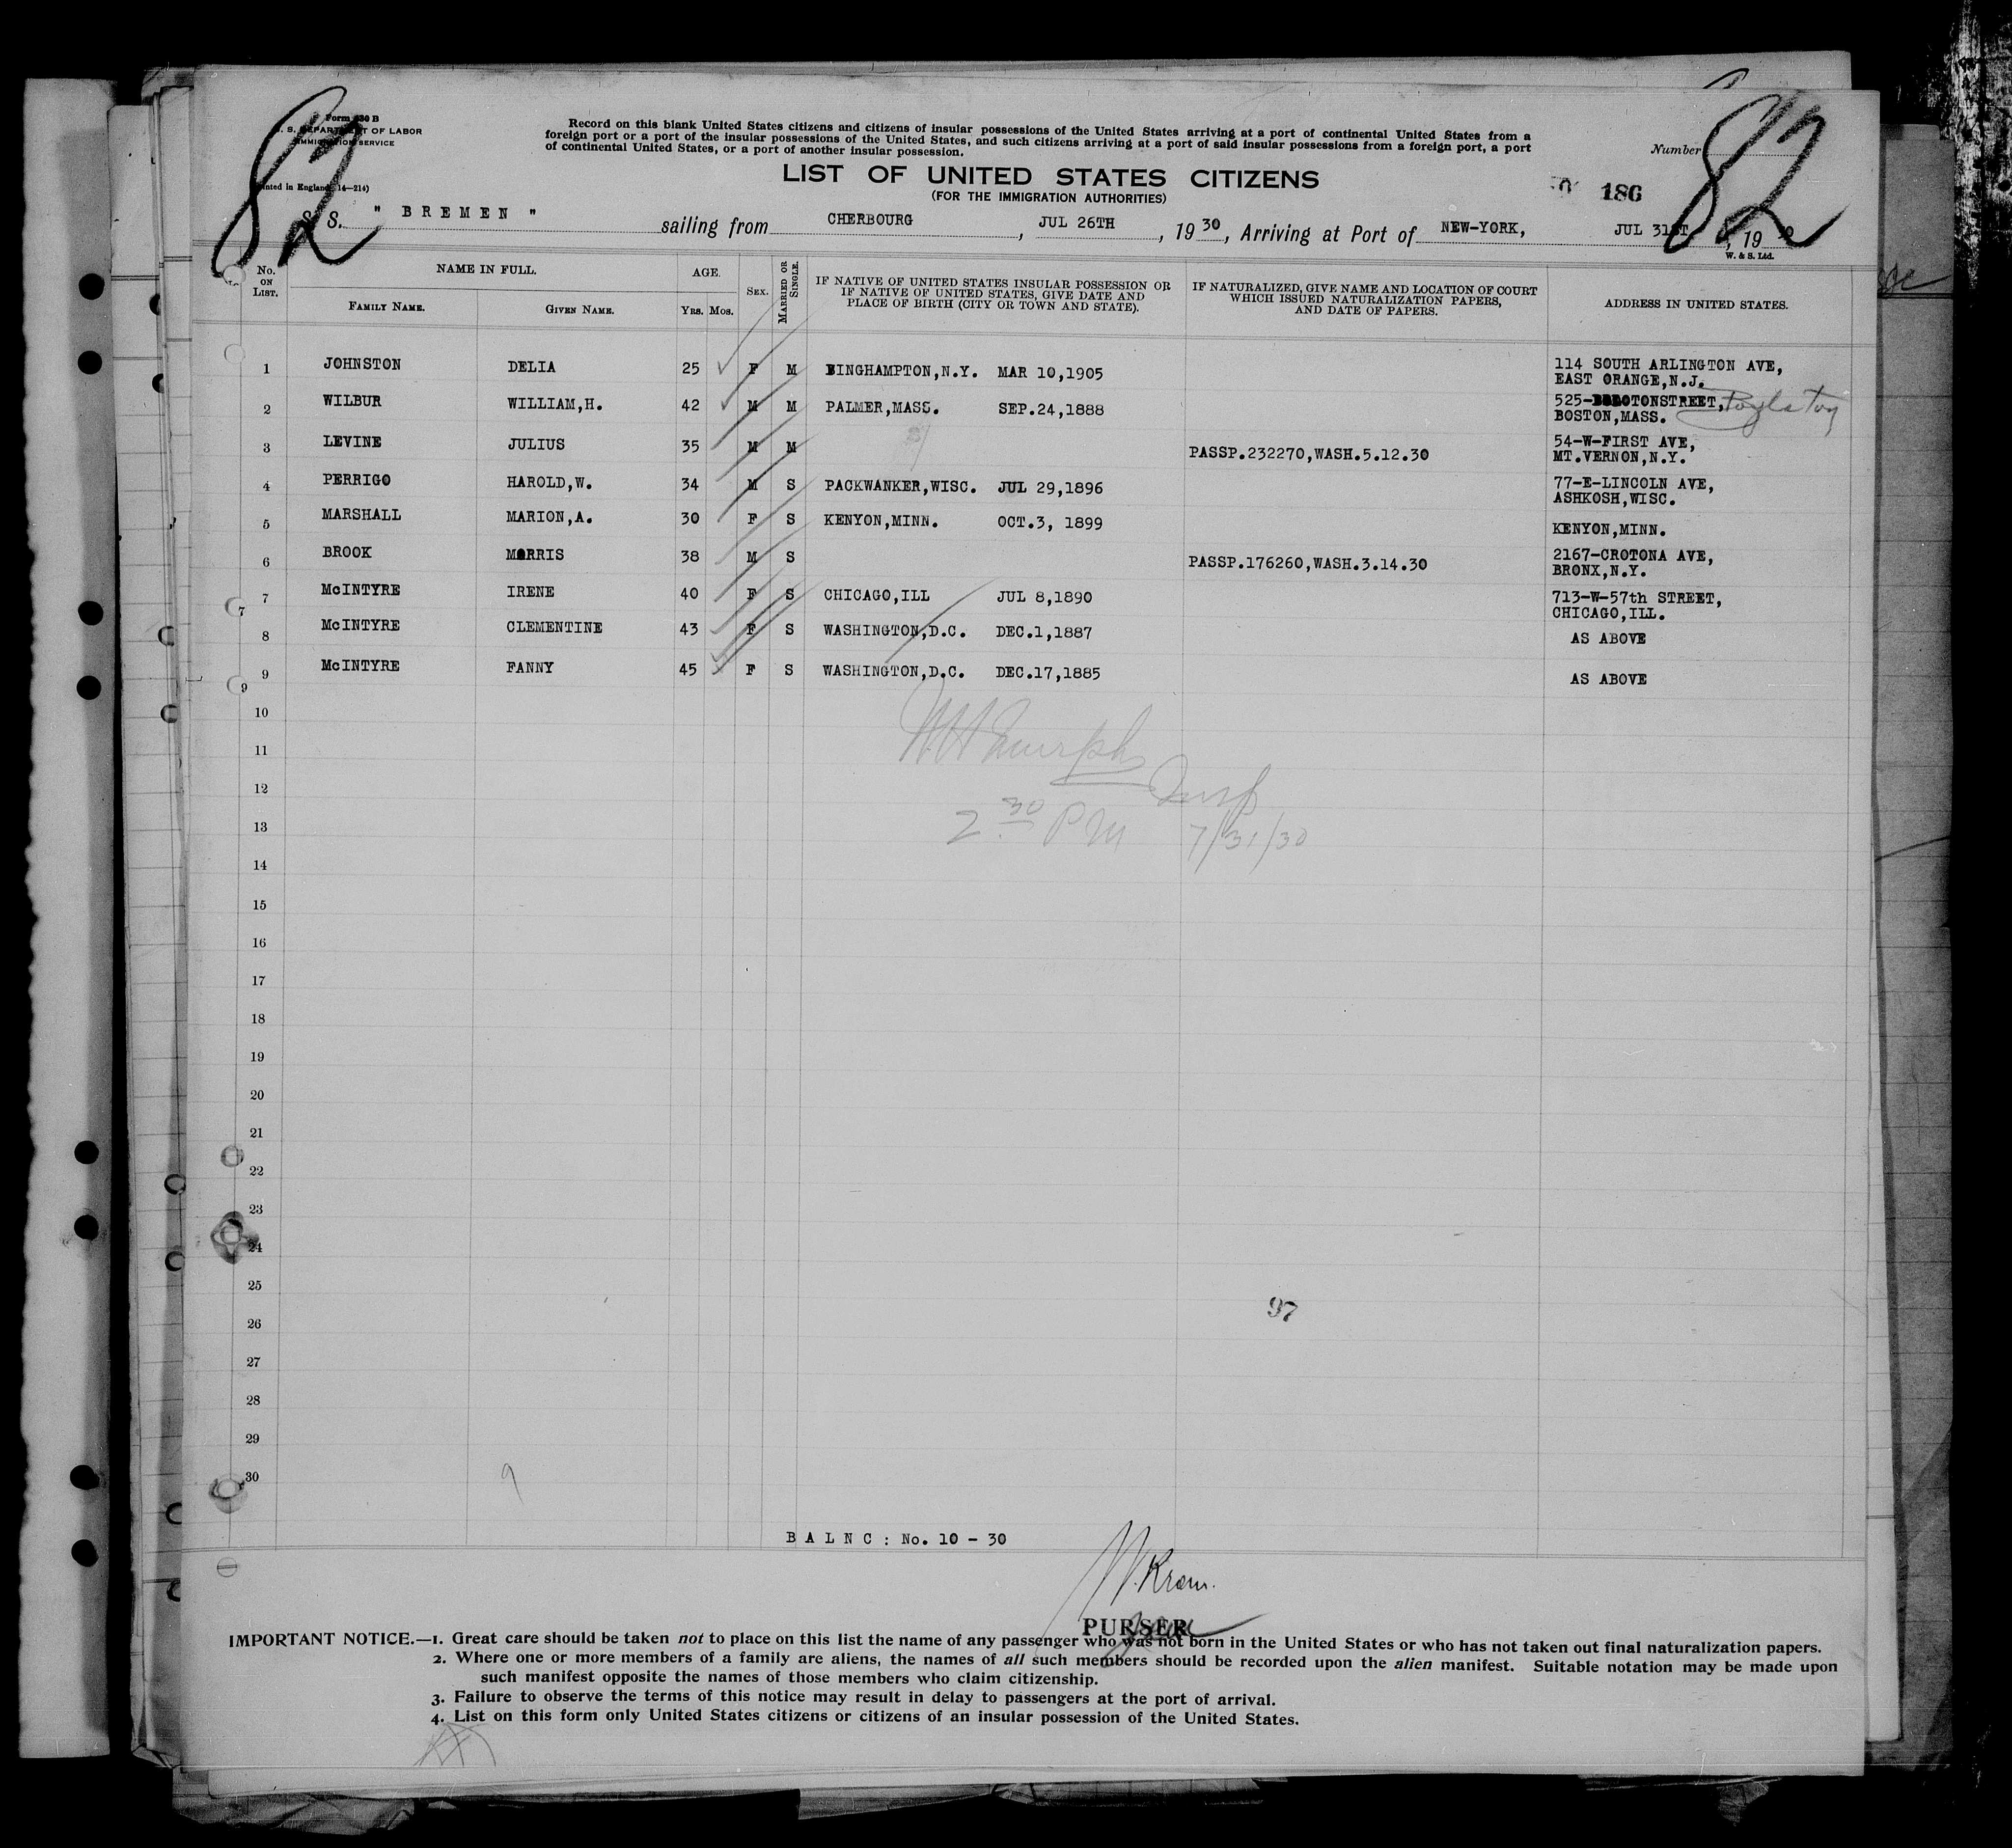 82
82
Form 630 B
U. S. DEPARTMENT OF LABOR
IMMIGRATION SERVICE
(Printed in England, 14—214)
Record on this blank United States citizens and citizens of insular possessions of the United States arriving at a port of continental United States from a
foreign port or a port of the insular possessions of the United States, and such citizens arriving at a port of said insular possessions from a foreign port, a port
of continental United States, or a port of another insular possession.
Number
LIST OF UNITED STATES CITIZENS
(FOR THE IMMIGRATION AUTHORITIES)
186
S. S. " BREMEN " sailing from CHERBOURG, JUL 26TH, 19 30, Arriving at Port of NEW-YORK, JUL 31ST, 19 30
W. & S. Ltd.
No. ON LIST. NAME IN FULL. AGE. SEX. MARRIED OR SINGLE. IF NATIVE OF UNITED STATES INSULAR POSSESSION OR IF NATIVE OF UNITED STATES, GIVE DATE AND PLACE OF BIRTH (CITY OR TOWN AND STATE). IF NATURALIZED, GIVE NAME AND LOCATION OF COURT WHICH ISSUED NATURALIZATION PAPERS, AND DATE OF PAPERS. ADDRESS IN UNITED STATES.
FAMILY NAME. GIVEN NAME. YRS. MOS.
1 JOHNSTON DELIA 25 F M BINGHAMPTON,N.Y. MAR 10,1905 114 SOUTH ARLINGTON AVE,
EAST ORANGE,N.J.
2 WILBUR WILLIAM,H. 42 M M PALMER,MASS. SEP.24,1888 525- STREET, Boylston
BOSTON,MASS.
3 LEVINE JULIUS 35 M M PASSP.232270,WASH.5.12.30 54-W-FIRST AVE,
MT.VERNON,N.Y.
4 PERRIGO HAROLD,W. 34 M S PACKWANKER,WISC. JUL 29,1896 77-E-LINCOLN AVE,
ASHKOSH,WISC.
5 MARSHALL MARION,A. 30 F S KENYON,MINN. OCT.3, 1899 KENYON,MINN.
6 BROOK MORRIS 38 M S PASSP.176260,WASH.3.14.30 2167-CROTONA AVE,
BRONX,N.Y.
7 McINTYRE IRENE 40 F S CHICAGO,ILL JUL 8,1890 713-W-57th STREET,
CHICAGO,ILL.
7
8 McINTYRE CLEMENTINE 43 F S WASHINGTON,D.C. DEC.1,1887 AS ABOVE
9 McINTYRE FANNY 45 F S WASHINGTON,D.C. DEC.17,1885 AS ABOVE
9
10
11
12
Insp
13
2 30 PM 7/31/30
14
15
16
17
18
19
20
21
22
23
24
25
97
26
27
28
29
30
9
BALNC : No. 10 - 30
PURSER
IMPORTANT NOTICE.—1. Great care should be taken not to place on this list the name of any passenger who was not born in the United States or who has not taken out final naturalization papers.
2. Where one or more members of a family are aliens, the names of all such members should be recorded upon the alien manifest. Suitable notation may be made upon
such manifest opposite the names of those members who claim citizenship.
3. Failure to observe the terms of this notice may result in delay to passengers at the port of arrival.
4. List on this form only United States citizens or citizens of an insular possession of the United States.